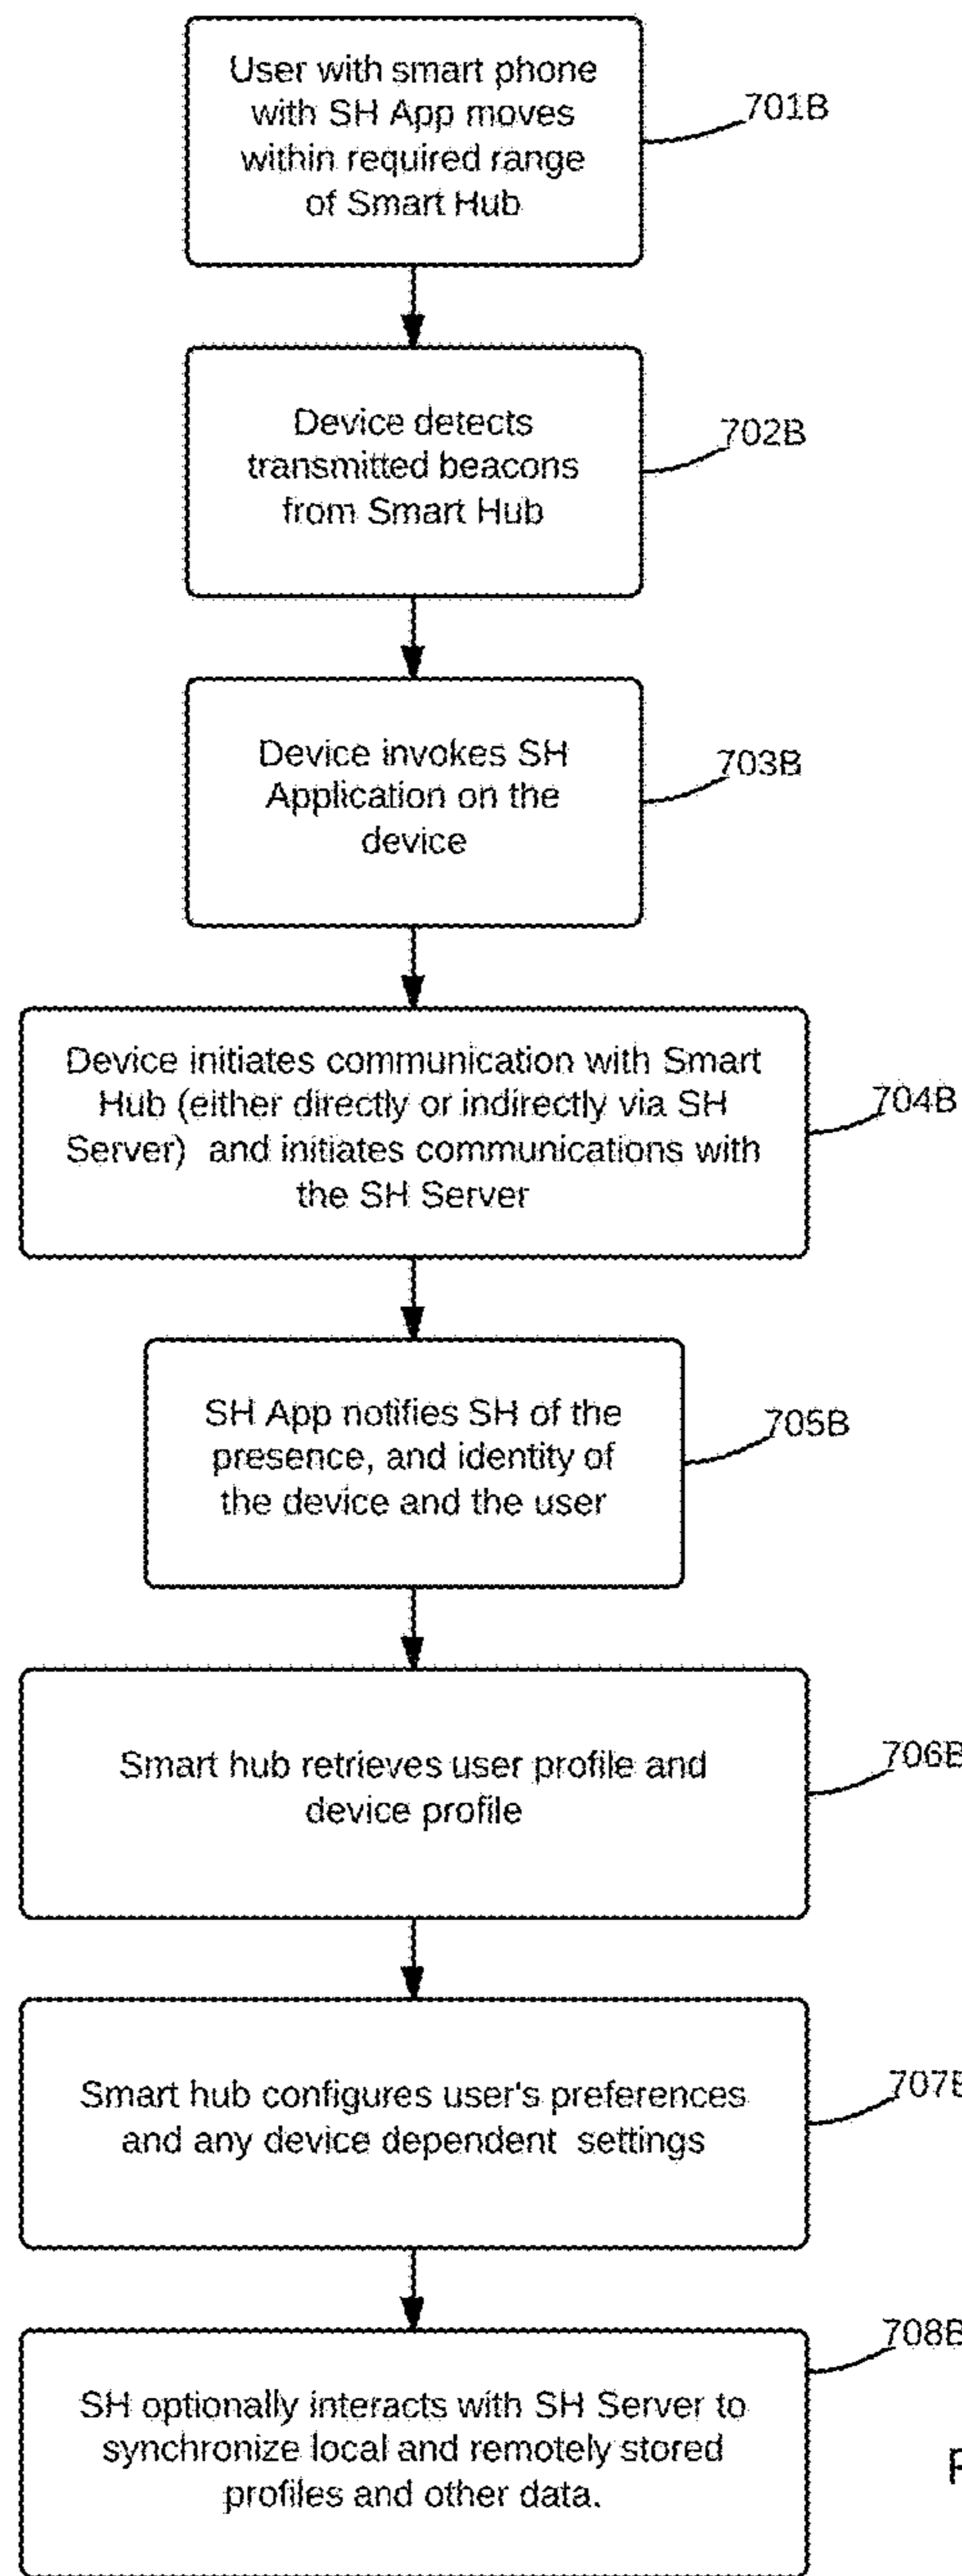 User with smart phone
with SH App moves
within required range
of Smart Hub
701B
Device detects
transmitted beacons
from Smart Hub
702B
Device invokes SH
Application on the
device
703B
Device initiates communication with Smart
Hub (either directly or indirectly via SH
Server)  and initiates communications with
the SH Server
704B
SH App notifies SH of the
presence, and identity of
the device and the user
705B
Smart hub retrieves user profile and
device profile
706B
Smart hub configures user's preferences
and any device dependent  settings
707B
SH optionally interacts with SH Server to
synchronize local and remotely stored
profiles and other data.
708B